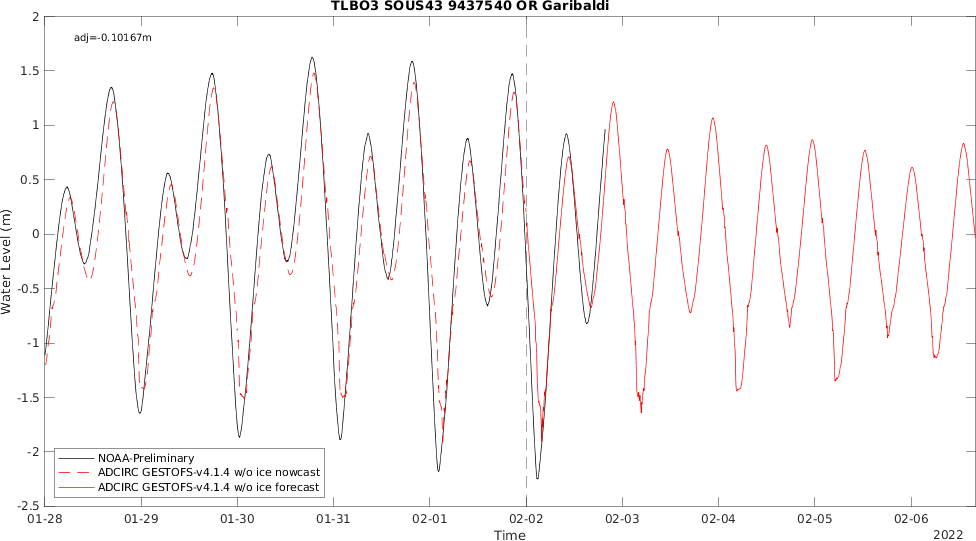 TLBO3 SOUS43 9437540 OR Garibaldi
adj=-0.10167m
2
1.5
1
0.5
0
-0.5
-1
-1.5
-2
-2.5
Water Level (m)
NOAA-Preliminary
ADCIRC GESTOFS-v4.1.4 w/o ice nowcast
ADCIRC GESTOFS-v4.1.4 w/o ice forecast
01-28 01-29 01-30 01-31 02-01 02-02 02-03 02-04 02-05 02-06
Time
2022